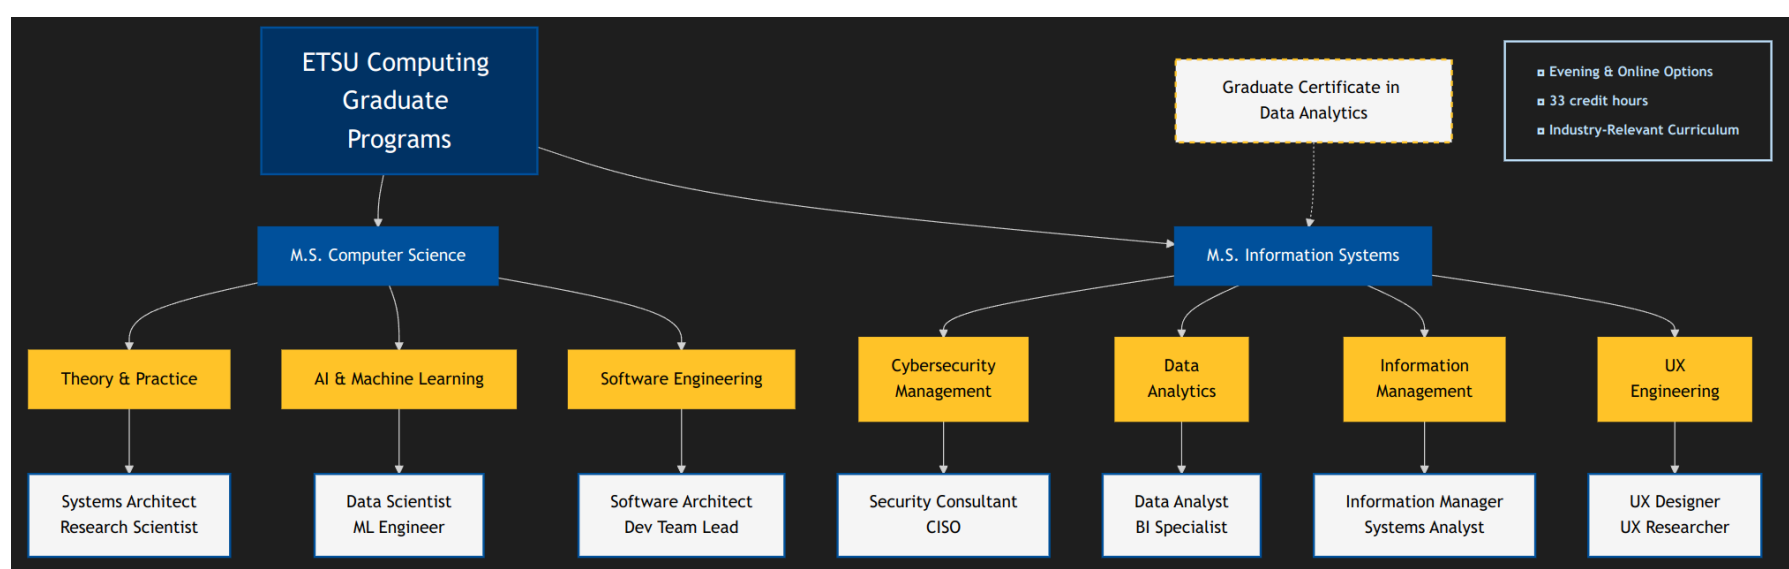 ETSU Computing
Graduate
Programs
Graduate Certificate in
Data Analytics
Evening & Online Options
33 credit hours
Industry-Relevant Curriculum
M.S. Computer Science
M.S. Information Systems
Theory & Practice
AI & Machine Learning
Software Engineering
Cybersecurity
Management
Data
Analytics
Information
Management
UX
Engineering
Systems Architect
Research Scientist
Data Scientist
ML Engineer
Software Architect
Dev Team Lead
Security Consultant
CISO
Data Analyst
BI Specialist
Information Manager
Systems Analyst
UX Designer
UX Researcher